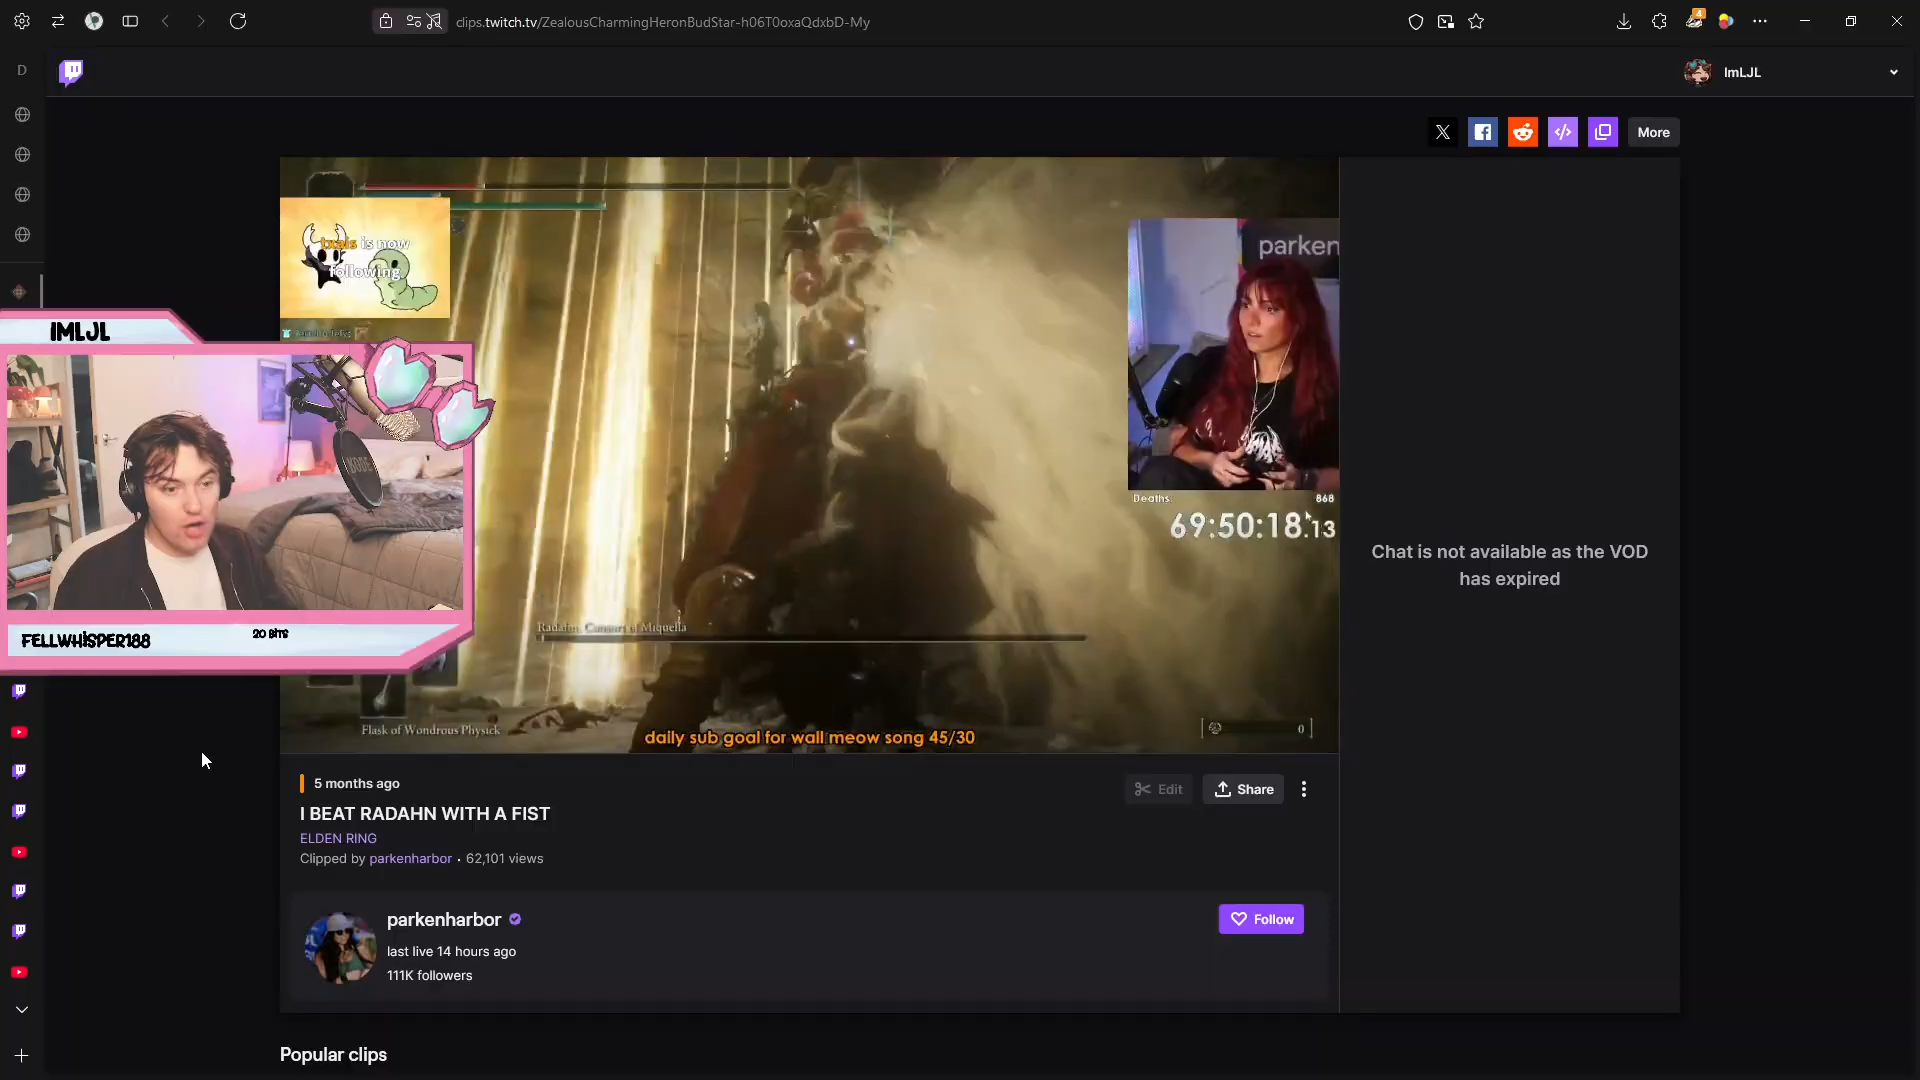 clips.twitch.tv/ZealousCharmingHeronBudStar-h06T0oxaQdxbD-My
4
D
ImLJL
More
txais is now
following
parken
IMLJL
KODE
Deaths:
868
69:50:18.13
Chat is not available as the VOD
has expired
Radahn, Consort of Miquella
FELLWHISPER188
20 BITS
Flask of Wondrous Physick
0
daily sub goal for wall meow song 45/30
5 months ago
Edit
Share
I BEAT RADAHN WITH A FIST
ELDEN RING
Clipped by parkenharbor • 62,101 views
parkenharbor
Follow
last live 14 hours ago
111K followers
Popular clips